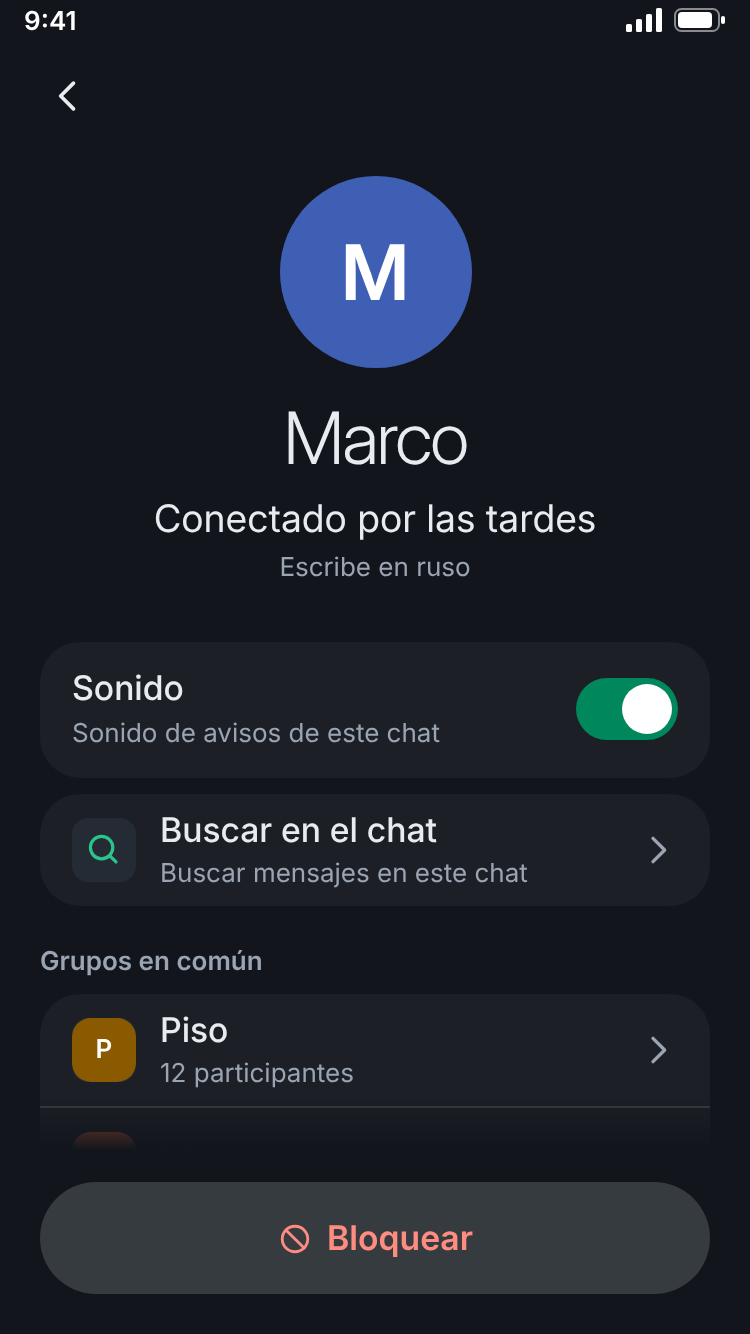 9:41
M
Marco
Conectado por las tardes
Escribe en ruso
Sonido
Sonido de avisos de este chat
Buscar en el chat
Buscar mensajes en este chat
Grupos en común
P
Piso
12 participantes
Bloquear